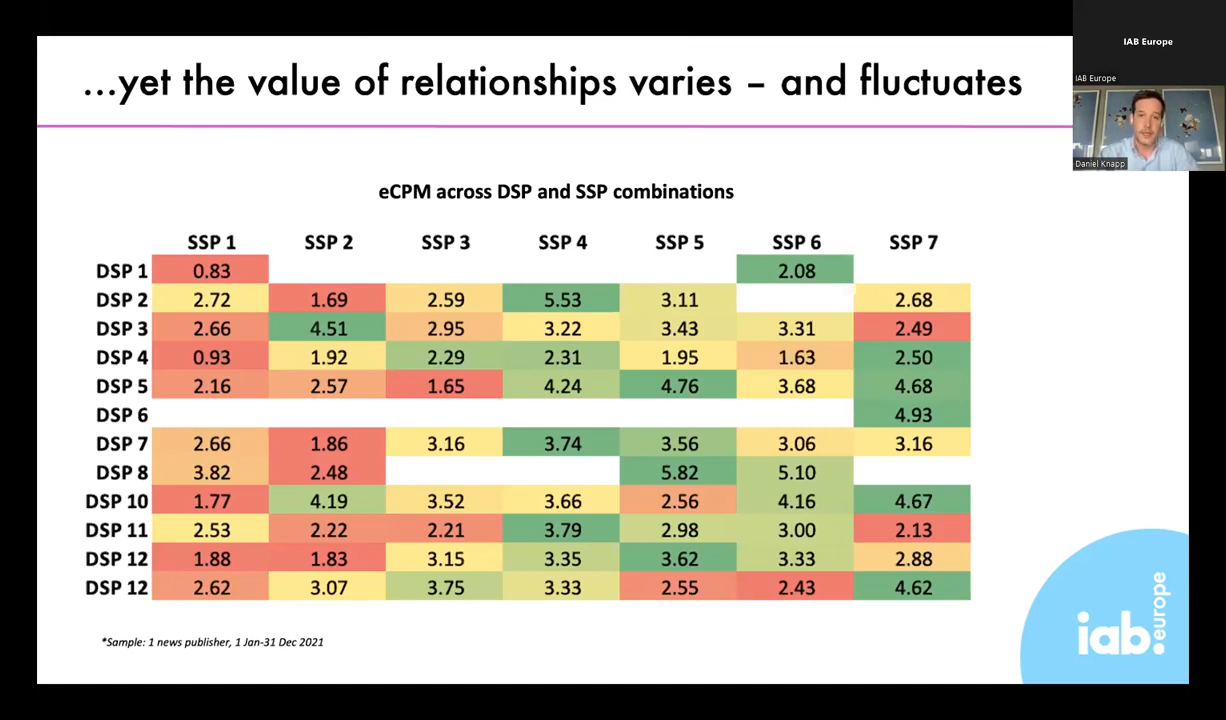 ...yet the value of relationships varies – and fluctuates
IAB Europe
IAB Europe
Daniel Knapp
eCPM across DSP and SSP combinations
SSP 1 SSP 2 SSP 3 SSP 4 SSP 5 SSP 6 SSP 7
DSP 1 0.83 2.08
DSP 2 2.72 1.69 2.59 5.53 3.11 2.68
DSP 3 2.66 4.51 2.95 3.22 3.43 3.31 2.49
DSP 4 0.93 1.92 2.29 2.31 1.95 1.63 2.50
DSP 5 2.16 2.57 1.65 4.24 4.76 3.68 4.68
DSP 6 4.93
DSP 7 2.66 1.86 3.16 3.74 3.56 3.06 3.16
DSP 8 3.82 2.48 5.82 5.10
DSP 10 1.77 4.19 3.52 3.66 2.56 4.16 4.67
DSP 11 2.53 2.22 2.21 3.79 2.98 3.00 2.13
DSP 12 1.88 1.83 3.15 3.35 3.62 3.33 2.88
DSP 12 2.62 3.07 3.75 3.33 2.55 2.43 4.62
*Sample: 1 news publisher, 1 Jan-31 Dec 2021
iab.
europe